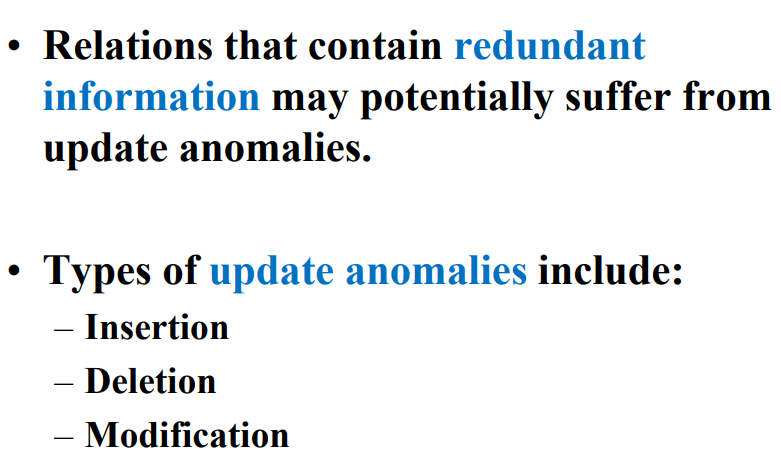 • Relations that contain redundant
information may potentially suffer from
update anomalies.
• Types of update anomalies include:
– Insertion
– Deletion
– Modification